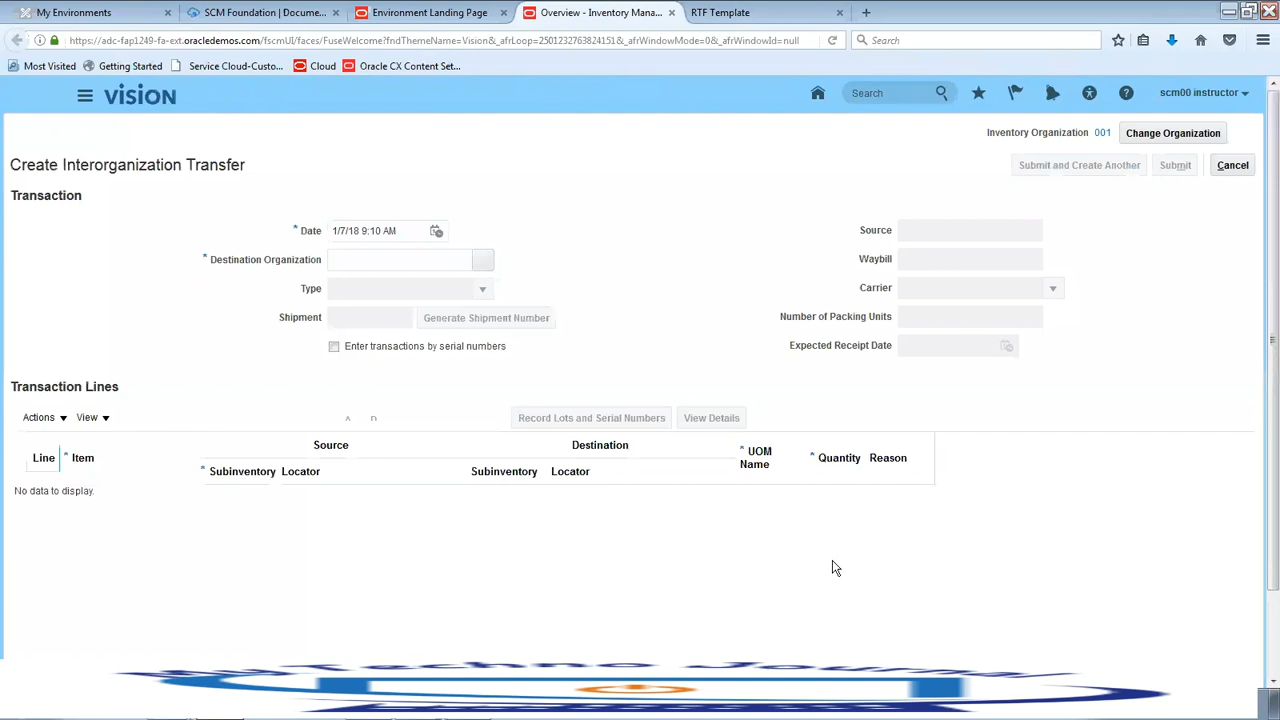 My Environments
SCM Foundation | Docume...
Environment Landing Page
Overview - Inventory Mana...
RTF Template
https://adc-fap1249-fa-ext.oracledemos.com/fscmUI/faces/FuseWelcome?fndThemeName=Vision&_afrLoop=2501232763824151&_afrWindowMode=0&_afrWindowId=null
Search
Most Visited
Getting Started
Service Cloud-Custo...
Cloud
Oracle CX Content Set...
VISION
Search
scm00 instructor
Inventory Organization 001 Change Organization
Create Interorganization Transfer
Submit and Create Another Submit Cancel
Transaction
* Date 1/7/18 9:10 AM
Source
* Destination Organization
Waybill
Type
Carrier
Shipment Generate Shipment Number
Number of Packing Units
Enter transactions by serial numbers
Expected Receipt Date
Transaction Lines
Actions View Record Lots and Serial Numbers View Details
Source Destination
Line * Item * UOM Name * Quantity Reason
* Subinventory Locator Subinventory Locator
No data to display.